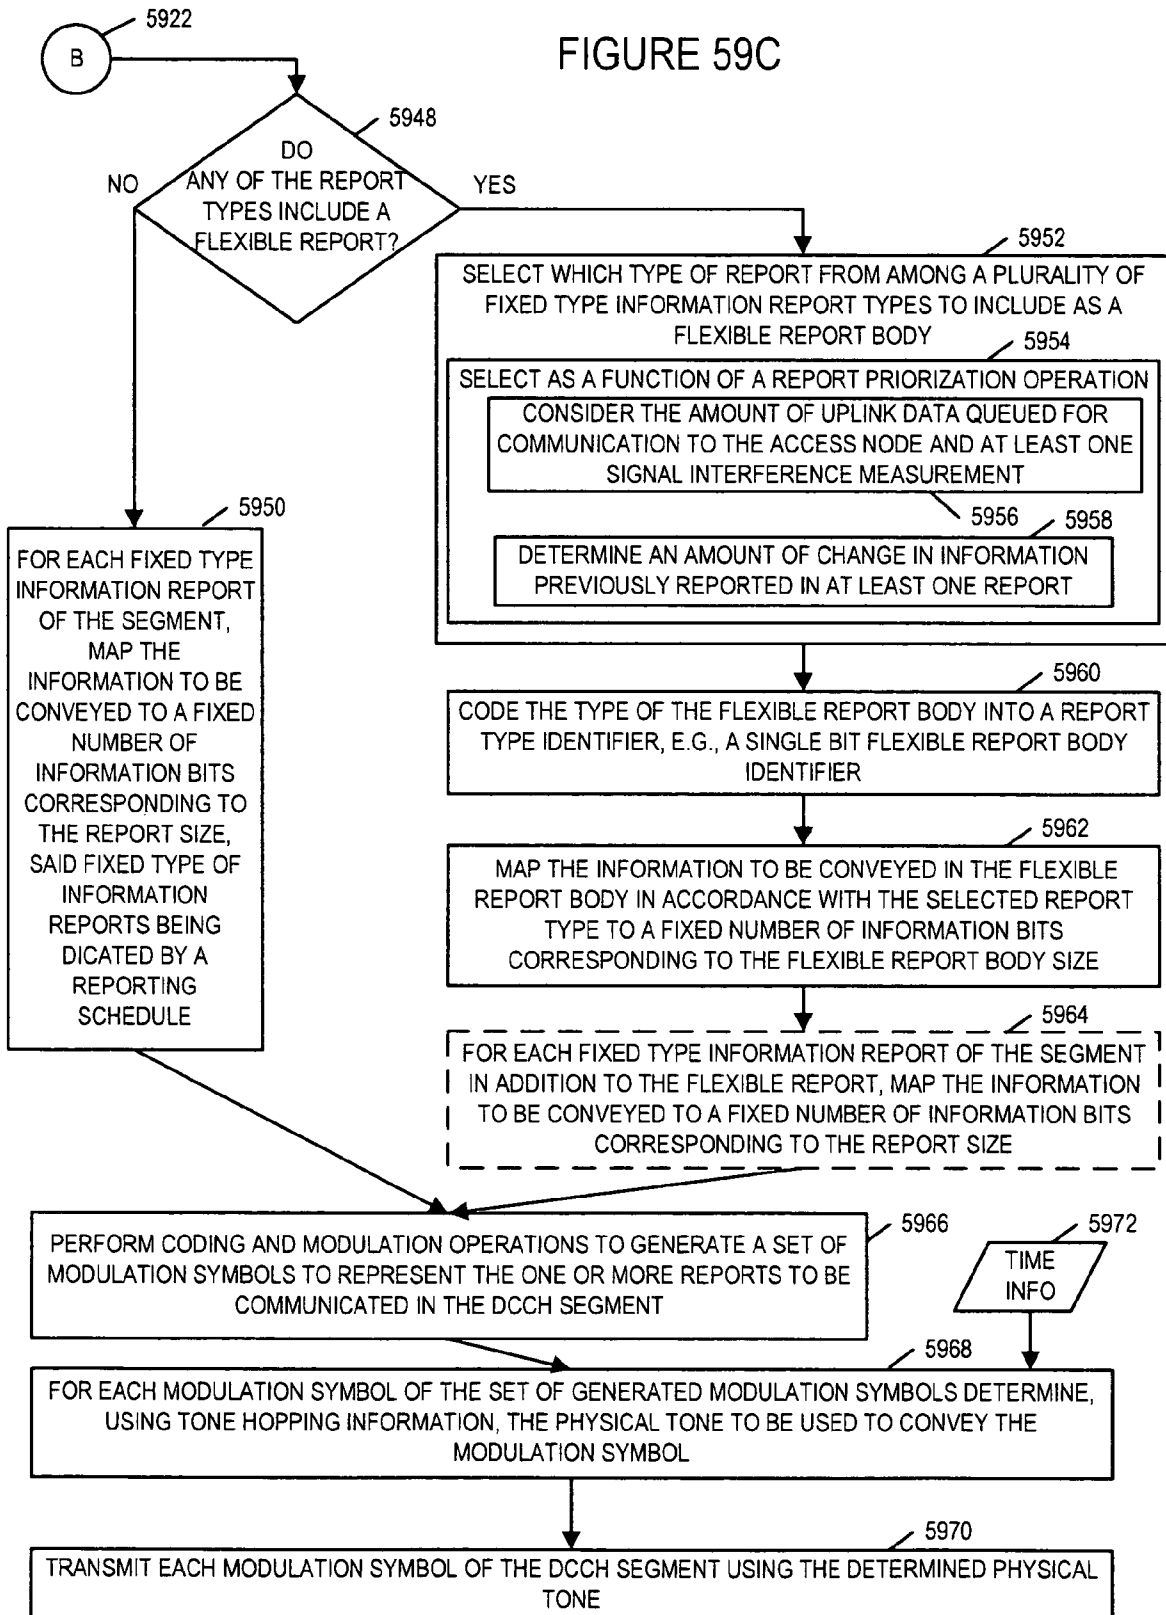 5922
B
FIGURE 59C
5948
DO
ANY OF THE REPORT
TYPES INCLUDE A
FLEXIBLE REPORT?
NO
YES
5952
SELECT WHICH TYPE OF REPORT FROM AMONG A PLURALITY OF
FIXED TYPE INFORMATION REPORT TYPES TO INCLUDE AS A
FLEXIBLE REPORT BODY
5954
SELECT AS A FUNCTION OF A REPORT PRIORIZATION OPERATION
CONSIDER THE AMOUNT OF UPLINK DATA QUEUED FOR
COMMUNICATION TO THE ACCESS NODE AND AT LEAST ONE
SIGNAL INTERFERENCE MEASUREMENT
5956
5958
DETERMINE AN AMOUNT OF CHANGE IN INFORMATION
PREVIOUSLY REPORTED IN AT LEAST ONE REPORT
5950
FOR EACH FIXED TYPE
INFORMATION REPORT
OF THE SEGMENT,
MAP THE
INFORMATION TO BE
CONVEYED TO A FIXED
NUMBER OF
INFORMATION BITS
CORRESPONDING TO
THE REPORT SIZE,
SAID FIXED TYPE OF
INFORMATION
REPORTS BEING
DICATED BY A
REPORTING
SCHEDULE
5960
CODE THE TYPE OF THE FLEXIBLE REPORT BODY INTO A REPORT
TYPE IDENTIFIER, E.G., A SINGLE BIT FLEXIBLE REPORT BODY
IDENTIFIER
5962
MAP THE INFORMATION TO BE CONVEYED IN THE FLEXIBLE
REPORT BODY IN ACCORDANCE WITH THE SELECTED REPORT
TYPE TO A FIXED NUMBER OF INFORMATION BITS
CORRESPONDING TO THE FLEXIBLE REPORT BODY SIZE
5964
FOR EACH FIXED TYPE INFORMATION REPORT OF THE SEGMENT
IN ADDITION TO THE FLEXIBLE REPORT, MAP THE INFORMATION
TO BE CONVEYED TO A FIXED NUMBER OF INFORMATION BITS
CORRESPONDING TO THE REPORT SIZE
5966
PERFORM CODING AND MODULATION OPERATIONS TO GENERATE A SET OF
MODULATION SYMBOLS TO REPRESENT THE ONE OR MORE REPORTS TO BE
COMMUNICATED IN THE DCCH SEGMENT
5972
TIME
INFO
5968
FOR EACH MODULATION SYMBOL OF THE SET OF GENERATED MODULATION SYMBOLS DETERMINE,
USING TONE HOPPING INFORMATION, THE PHYSICAL TONE TO BE USED TO CONVEY THE
MODULATION SYMBOL
5970
TRANSMIT EACH MODULATION SYMBOL OF THE DCCH SEGMENT USING THE DETERMINED PHYSICAL
TONE